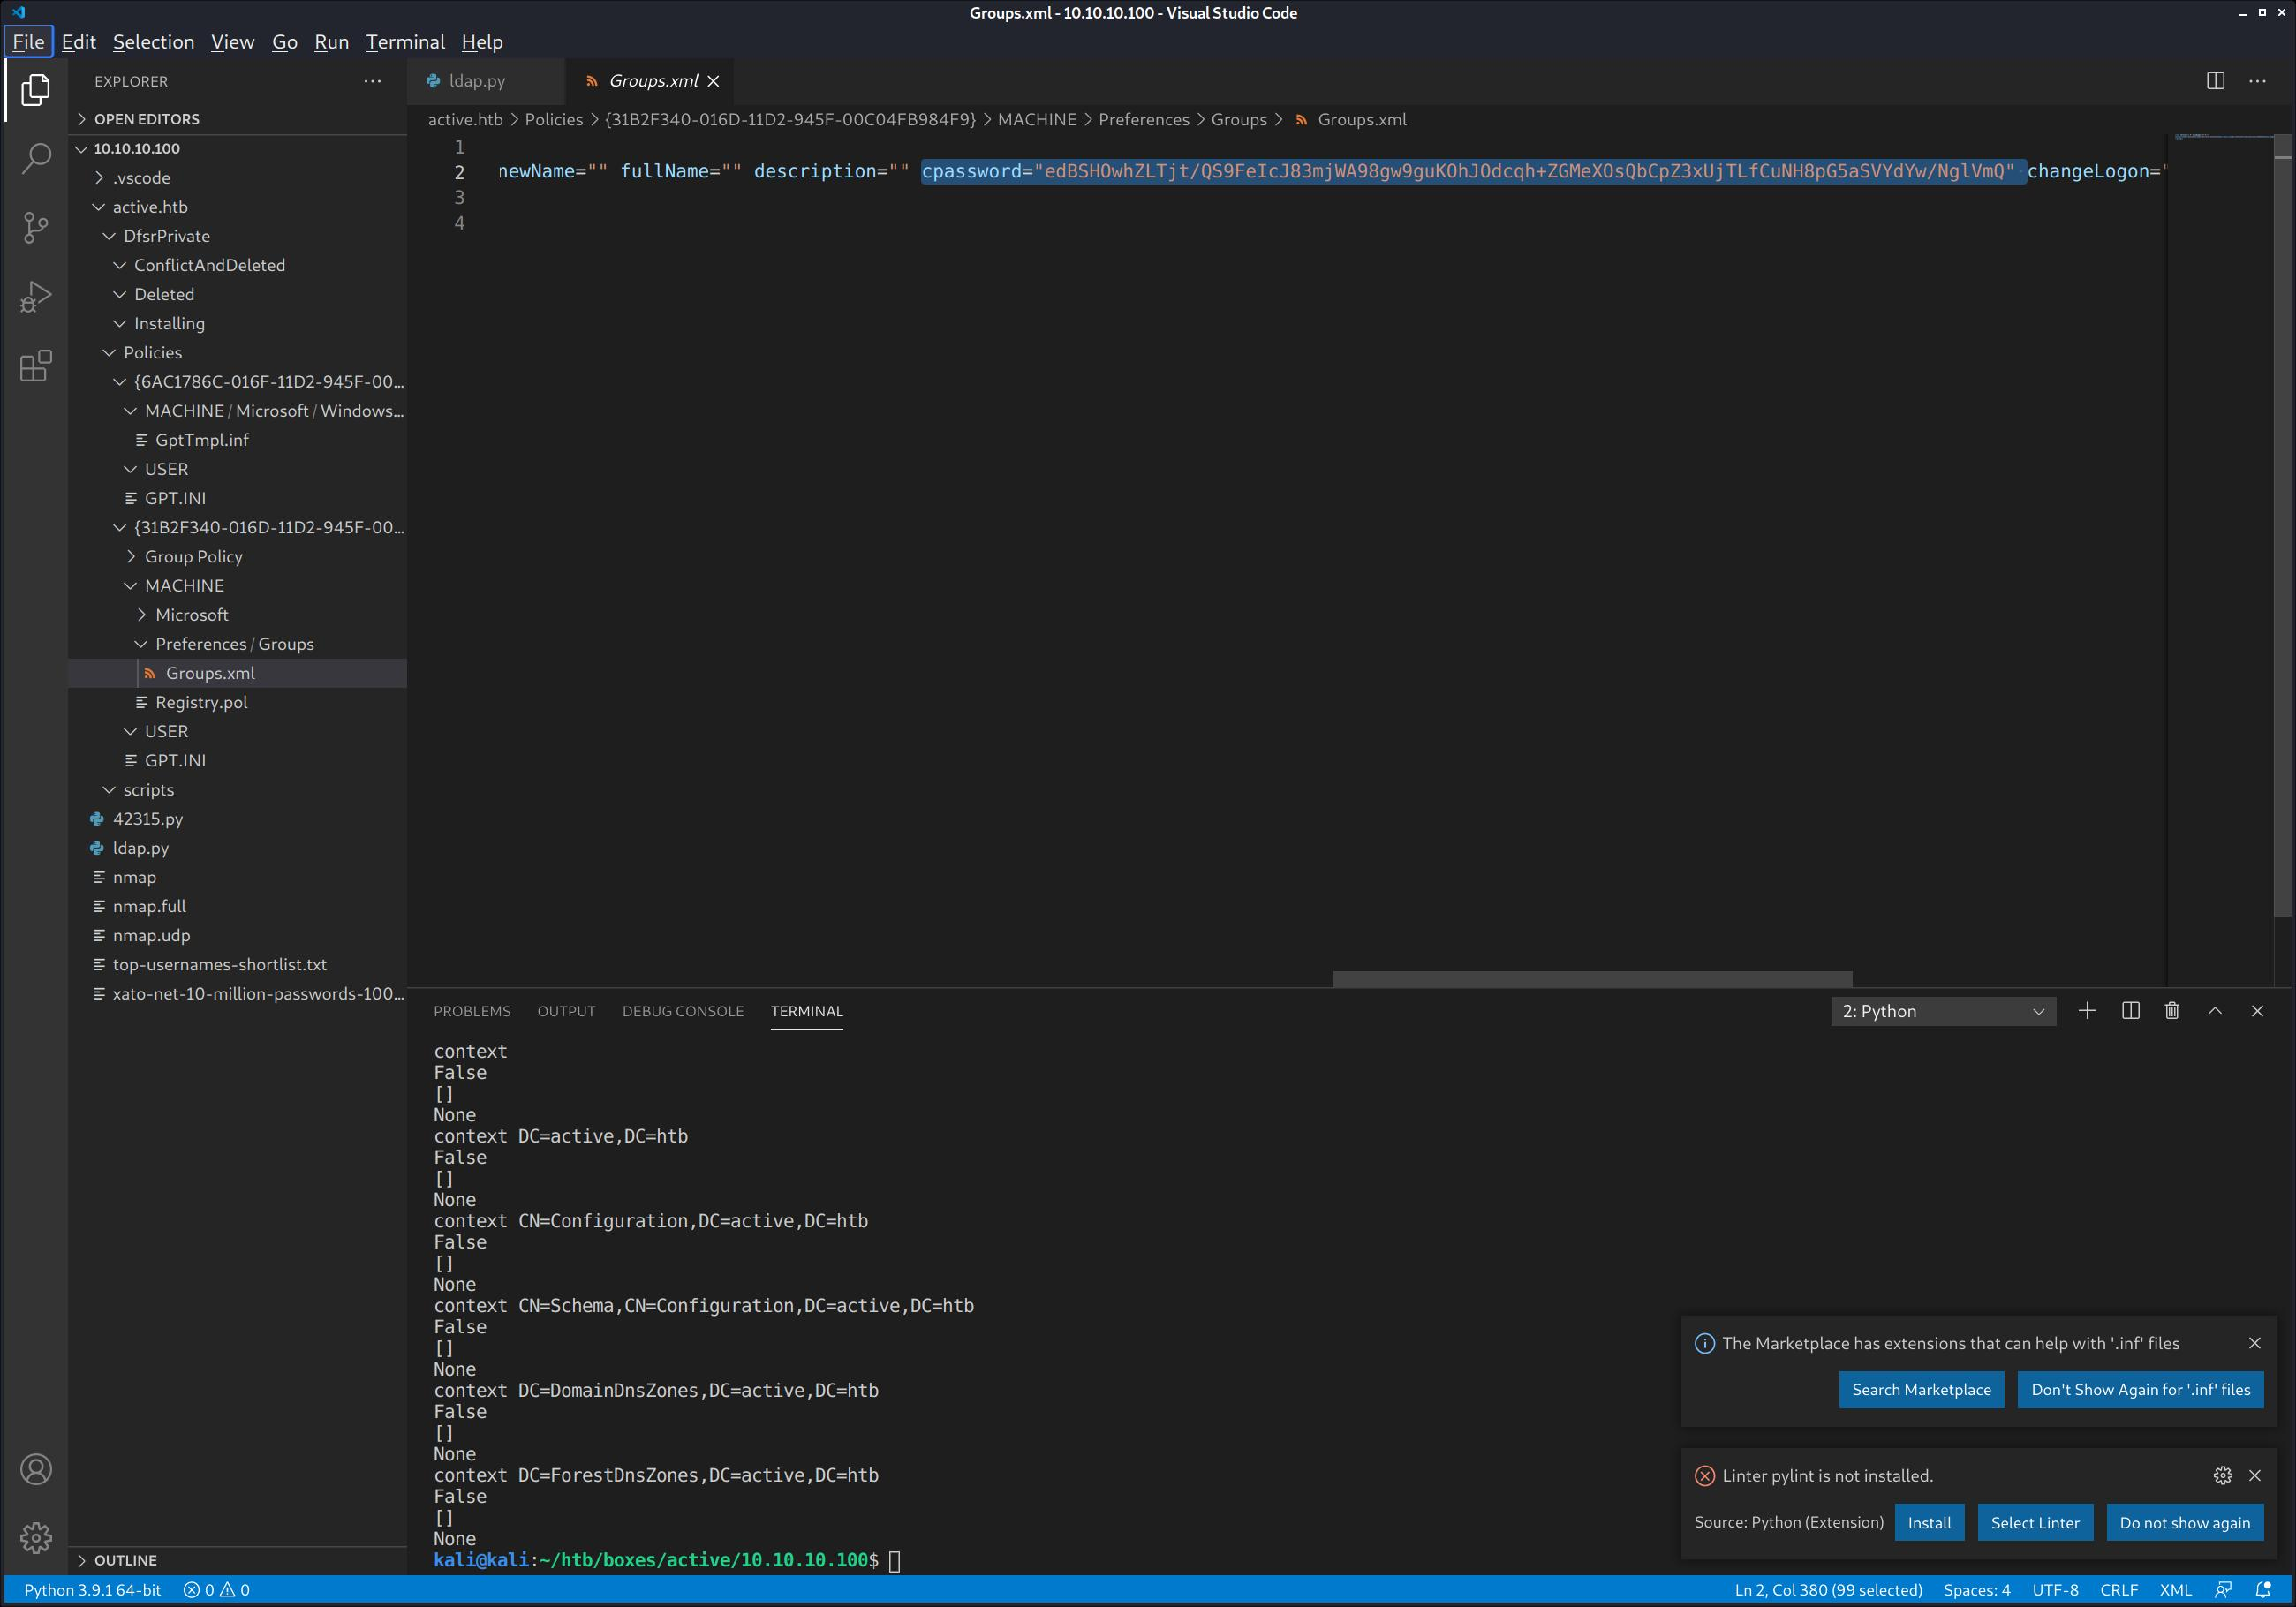 Groups.xml - 10.10.10.100 - Visual Studio Code
File Edit Selection View Go Run Terminal Help
EXPLORER
OPEN EDITORS
10.10.10.100
.vscode
active.htb
DfsrPrivate
ConflictAndDeleted
Deleted
Installing
Policies
{6AC1786C-016F-11D2-945F-00...
MACHINE/Microsoft/Windows...
GptTmpl.inf
USER
GPT.INI
{31B2F340-016D-11D2-945F-00...
Group Policy
MACHINE
Microsoft
Preferences/Groups
Groups.xml
Registry.pol
USER
GPT.INI
scripts
42315.py
ldap.py
nmap
nmap.full
nmap.udp
top-usernames-shortlist.txt
xato-net-10-million-passwords-100...
OUTLINE
ldap.py Groups.xml
active.htb > Policies > {31B2F340-016D-11D2-945F-00C04FB984F9} > MACHINE > Preferences > Groups > Groups.xml
1
2 newName="" fullName="" description="" cpassword="edBSHOwhZLTjt/QS9FeIcJ83mjWA98gw9guKOhJOdcqh+ZGMeXOsQbCpZ3xUjTLfCuNH8pG5aSVYdYw/NglVmQ" changeLogon="
3
4
PROBLEMS OUTPUT DEBUG CONSOLE TERMINAL 2: Python
context
False
[]
None
context DC=active,DC=htb
False
[]
None
context CN=Configuration,DC=active,DC=htb
False
[]
None
context CN=Schema,CN=Configuration,DC=active,DC=htb
False
[]
None
context DC=DomainDnsZones,DC=active,DC=htb
False
[]
None
context DC=ForestDnsZones,DC=active,DC=htb
False
[]
None
kali@kali:~/htb/boxes/active/10.10.10.100$
The Marketplace has extensions that can help with '.inf' files
Search Marketplace Don't Show Again for '.inf' files
Linter pylint is not installed.
Source: Python (Extension) Install Select Linter Do not show again
Python 3.9.1 64-bit 0 0 Ln 2, Col 380 (99 selected) Spaces: 4 UTF-8 CRLF XML